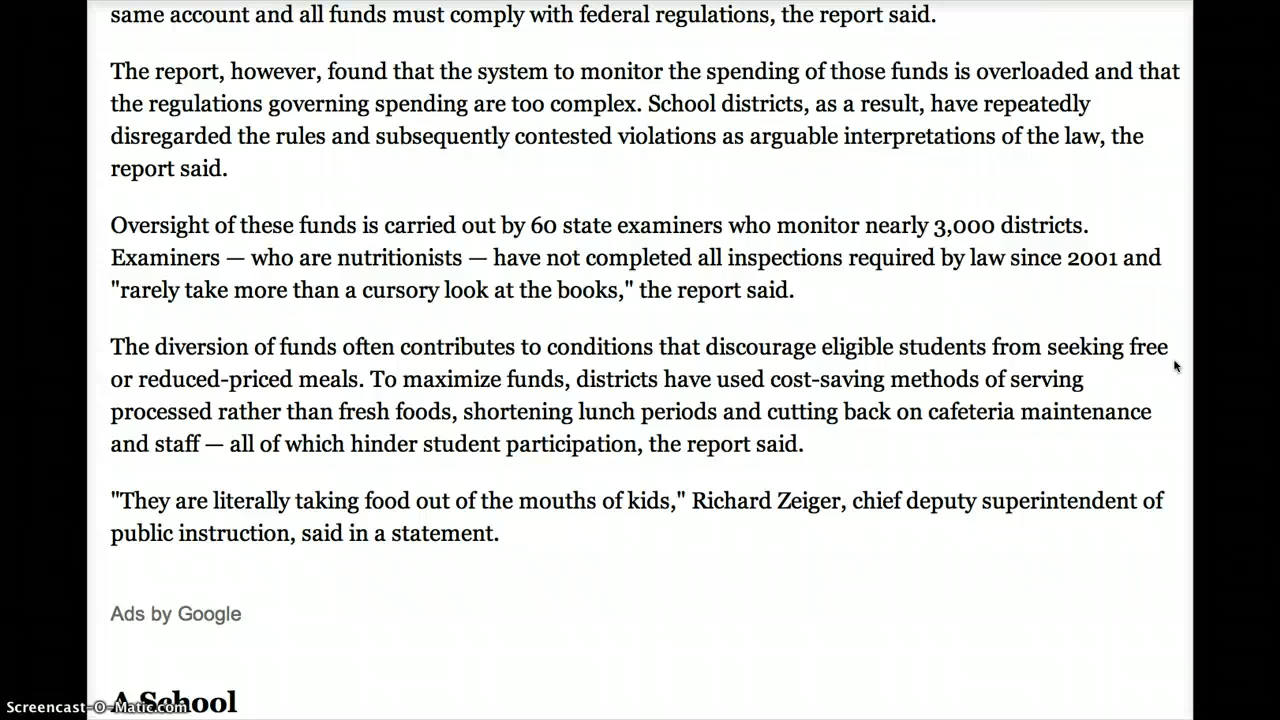 same account and all funds must comply with federal regulations, the report said.
The report, however, found that the system to monitor the spending of those funds is overloaded and that
the regulations governing spending are too complex. School districts, as a result, have repeatedly
disregarded the rules and subsequently contested violations as arguable interpretations of the law, the
report said.
Oversight of these funds is carried out by 60 state examiners who monitor nearly 3,000 districts.
Examiners — who are nutritionists — have not completed all inspections required by law since 2001 and
"rarely take more than a cursory look at the books," the report said.
The diversion of funds often contributes to conditions that discourage eligible students from seeking free
or reduced-priced meals. To maximize funds, districts have used cost-saving methods of serving
processed rather than fresh foods, shortening lunch periods and cutting back on cafeteria maintenance
and staff — all of which hinder student participation, the report said.
"They are literally taking food out of the mouths of kids," Richard Zeiger, chief deputy superintendent of
public instruction, said in a statement.
Ads by Google
A School
Screencast-O-Matic.com